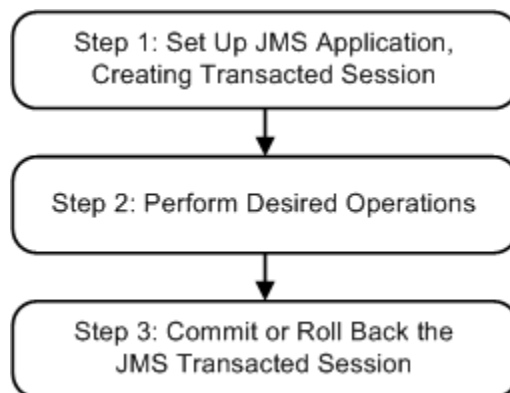 Step 1: Set Up JMS Application,
Creating Transacted Session
Step 2: Perform Desired Operations
Step 3: Commit or Roll Back the
JMS Transacted Session